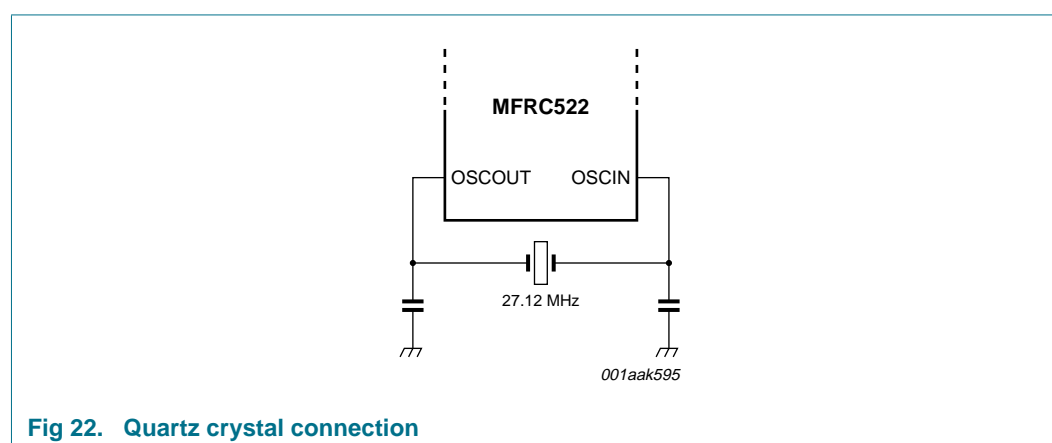 MFRC522
OSCOUT OSCIN
27.12 MHz
001aak595
Fig 22. Quartz crystal connection